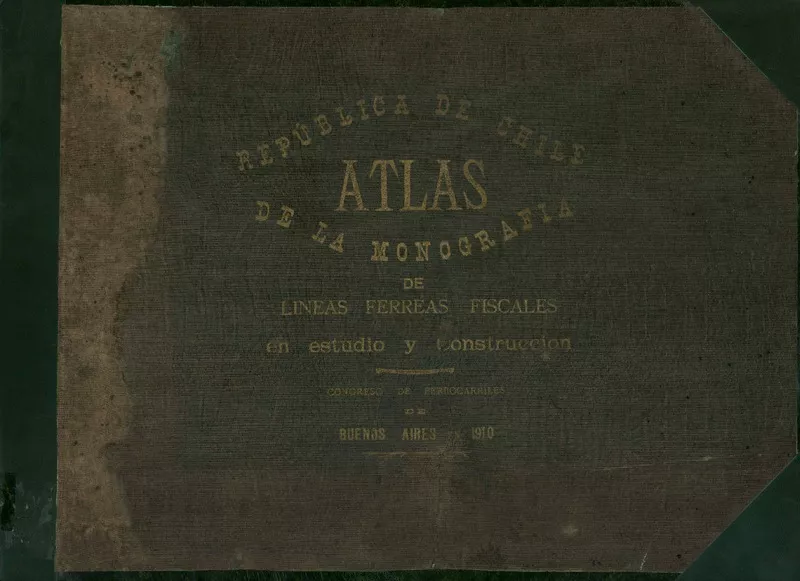 REPÚBLICA DE CHILE
ATLAS
DE LA MONOGRAFIA
DE
LINEAS FERREAS FISCALES
en estudio y construccion
CONGRESO DE FERROCARRILES
DE
BUENOS AIRES 1910